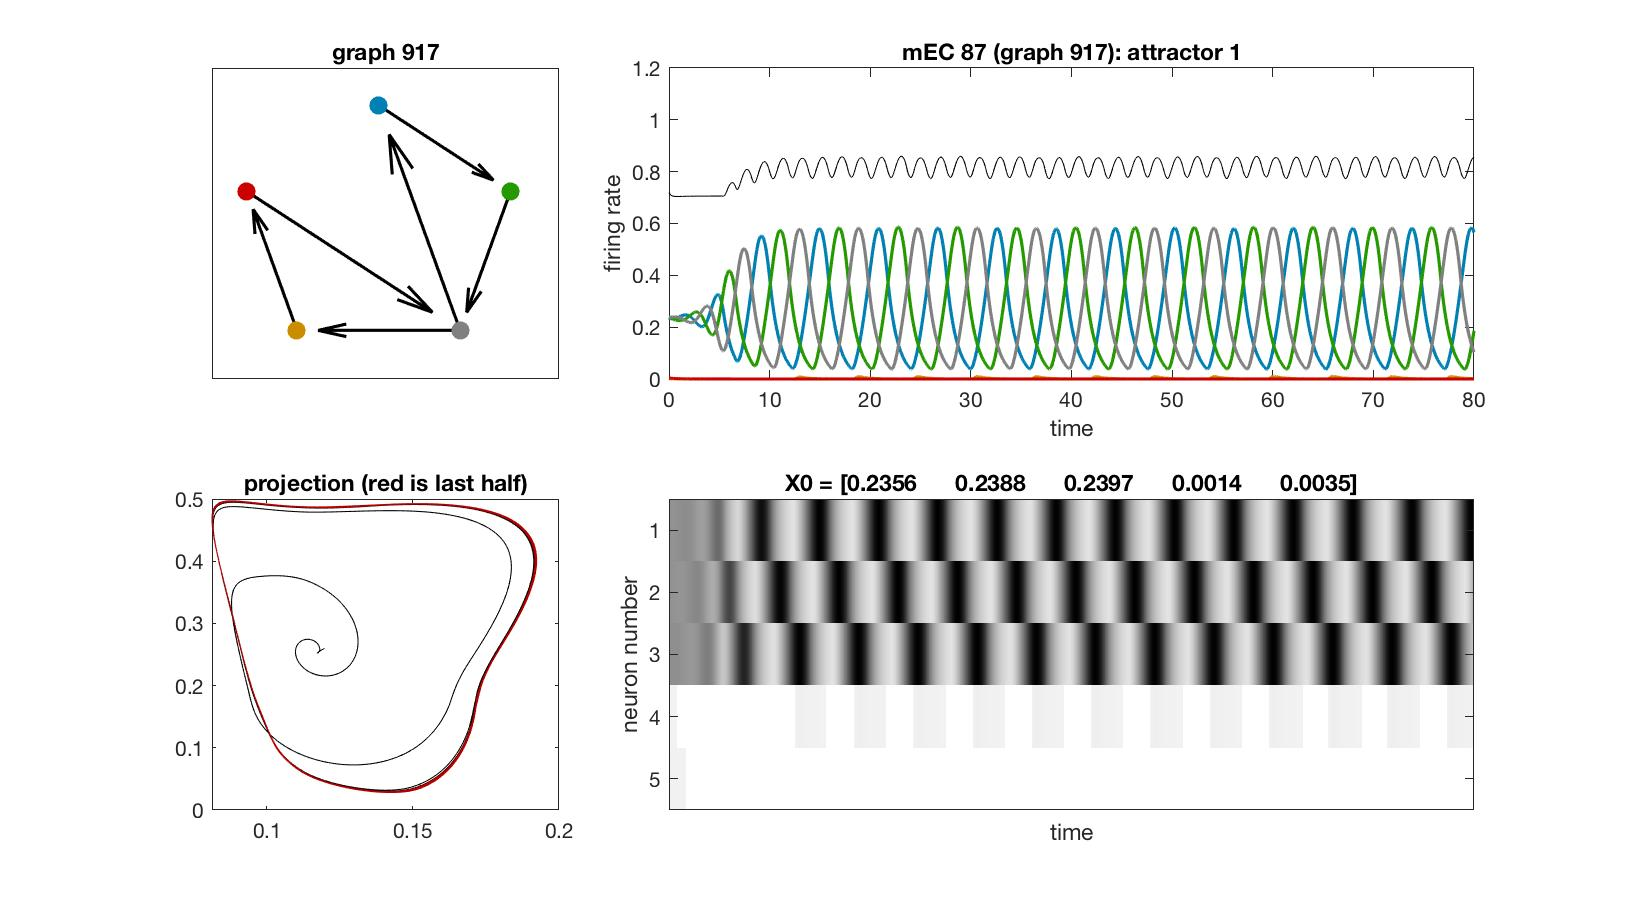 graph 917
mEC 87 (graph 917): attractor 1
1.2
1
0.8
0.6
0.4
0.2
0
firing rate
0 10 20 30 40 50 60 70 80
time
projection (red is last half)
0.5
0.4
0.3
0.2
0.1
0
0.1 0.15 0.2
X0 = [0.2356 0.2388 0.2397 0.0014 0.0035]
1
2
3
4
5
neuron number
time